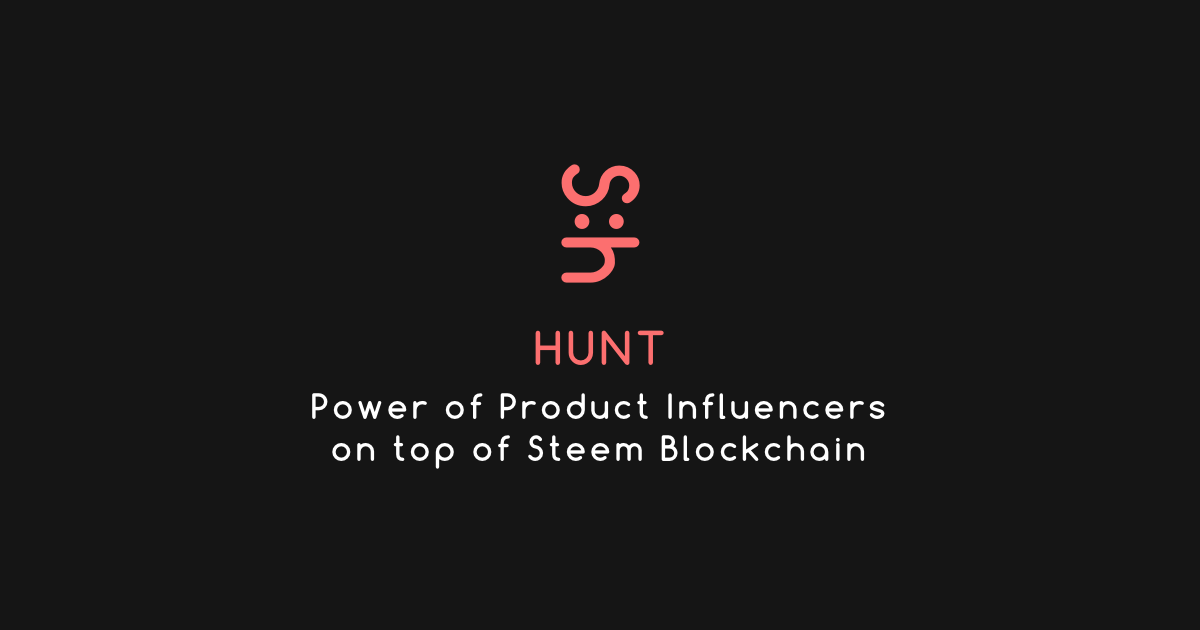 S:h
HUNT
Power of Product Influencers
on top of Steem Blockchain